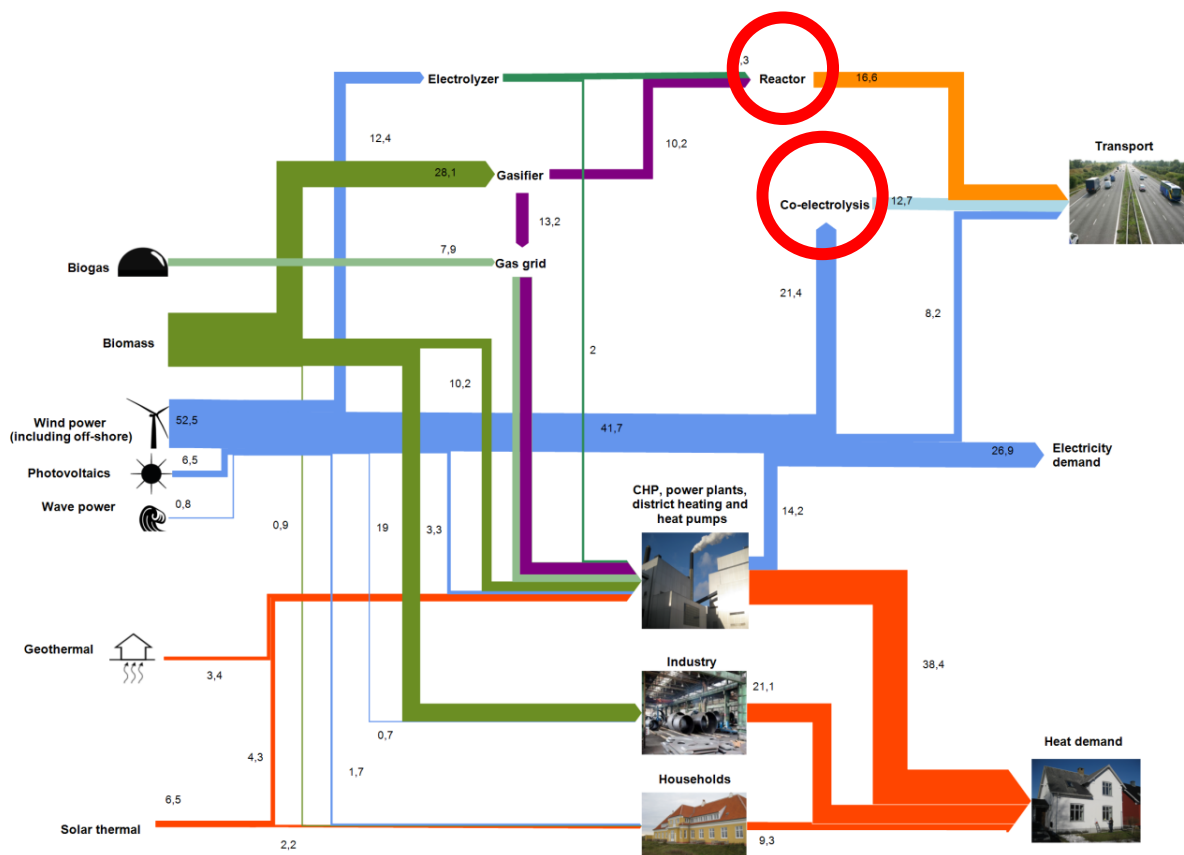 ,3
Electrolyzer
Reactor
16,6
12,4
10,2
Transport
28,1
Gasifier
Co-electrolysis
12,7
13,2
7,9
Biogas
Gas grid
21,4
8,2
Biomass
2
10,2
52,5
Wind power
(including off-shore)
41,7
26,9
Electricity
demand
6,5
Photovoltaics
Wave power
0,8
CHP, power plants,
district heating and
heat pumps
0,9
19
3,3
14,2
Geothermal
3,4
Industry
38,4
21,1
0,7
Heat demand
4,3
1,7
Households
6,5
Solar thermal
2,2
9,3